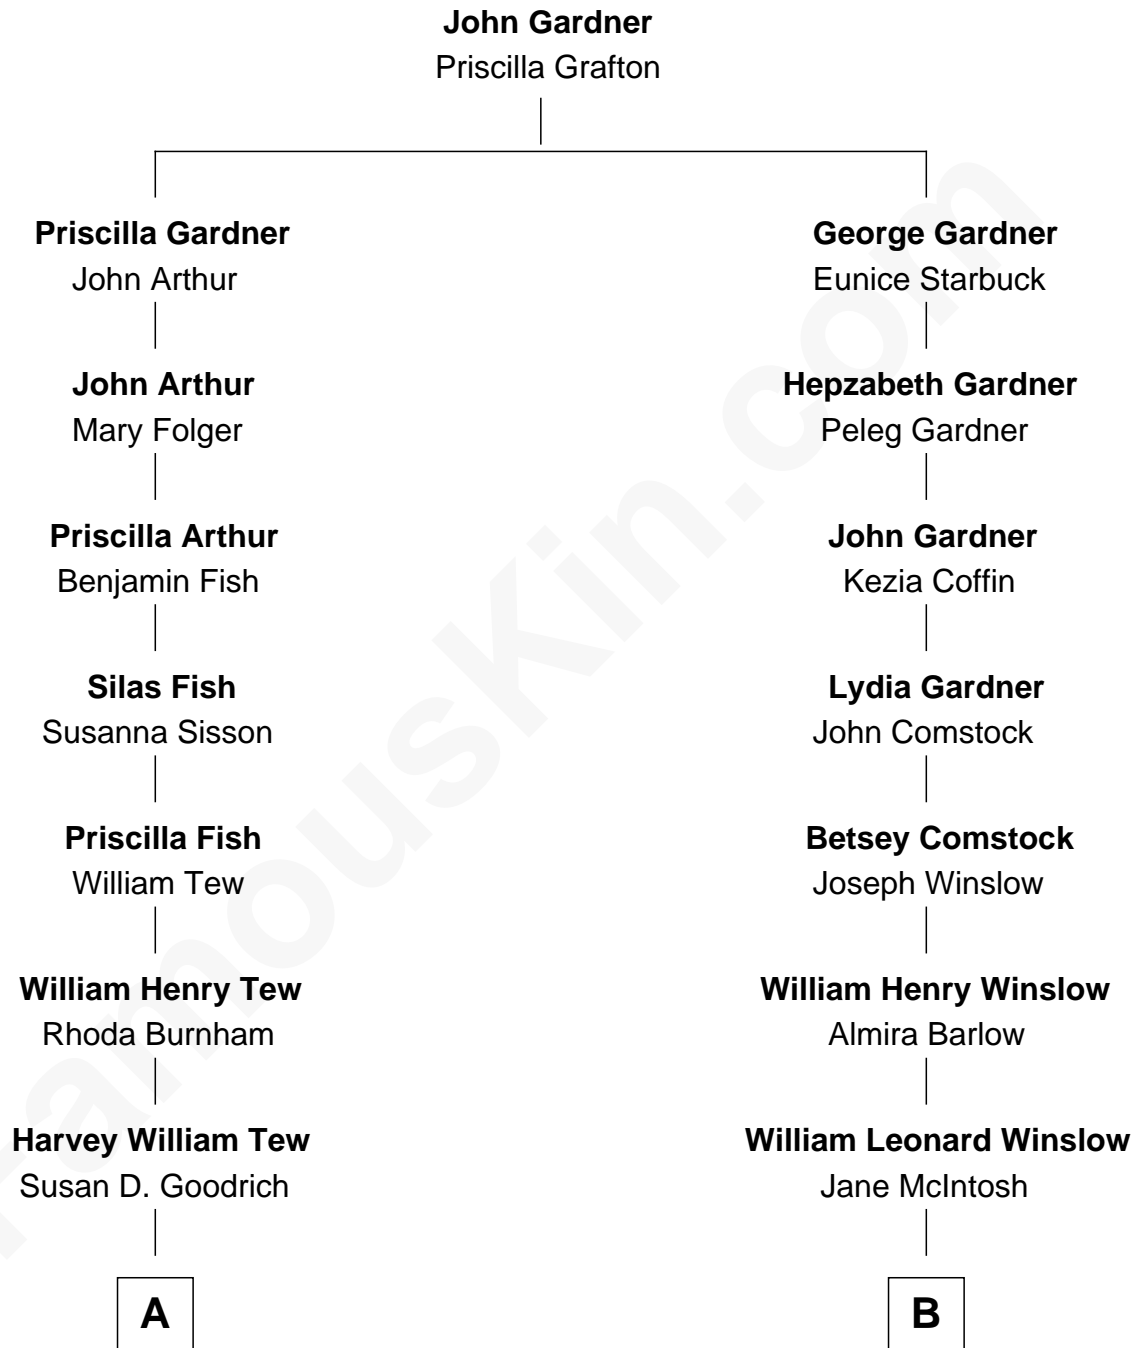 John Gardner
Priscilla Grafton
Priscilla Gardner
John Arthur
George Gardner
Eunice Starbuck
John Arthur
Mary Folger
Hepzabeth Gardner
Peleg Gardner
Priscilla Arthur
Benjamin Fish
John Gardner
Kezia Coffin
Silas Fish
Susanna Sisson
Lydia Gardner
John Comstock
Priscilla Fish
William Tew
Betsey Comstock
Joseph Winslow
William Henry Tew
Rhoda Burnham
William Henry Winslow
Almira Barlow
Harvey William Tew
Susan D. Goodrich
William Leonard Winslow
Jane McIntosh
A
B
FamousKin.com